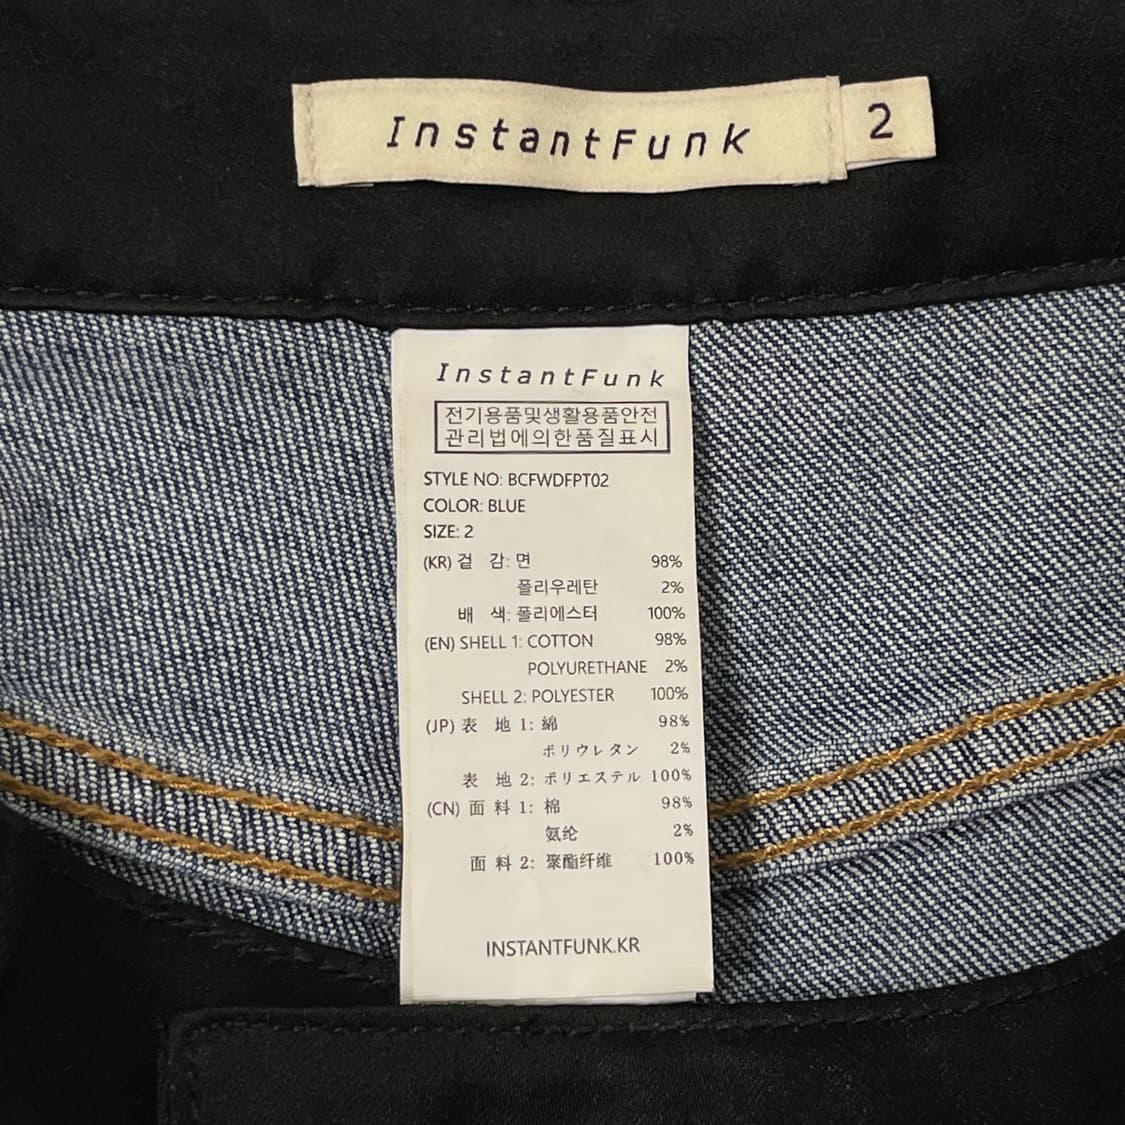 InstantFunk
2
InstantFunk
전기용품및생활용품안전
관리법에의한품질표시
STYLE NO: BCFWDFPT02
COLOR: BLUE
SIZE: 2
(KR) 겉 감: 면 98%
폴리우레탄 2%
배 색: 폴리에스터 100%
(EN) SHELL 1: COTTON 98%
POLYURETHANE 2%
SHELL 2: POLYESTER 100%
(JP) 表 地 1: 綿 98%
ポリウレタン 2%
表 地 2: ポリエステル 100%
(CN) 面 料 1: 棉 98%
氨纶 2%
面 料 2: 聚酯纤维 100%
INSTANTFUNK.KR